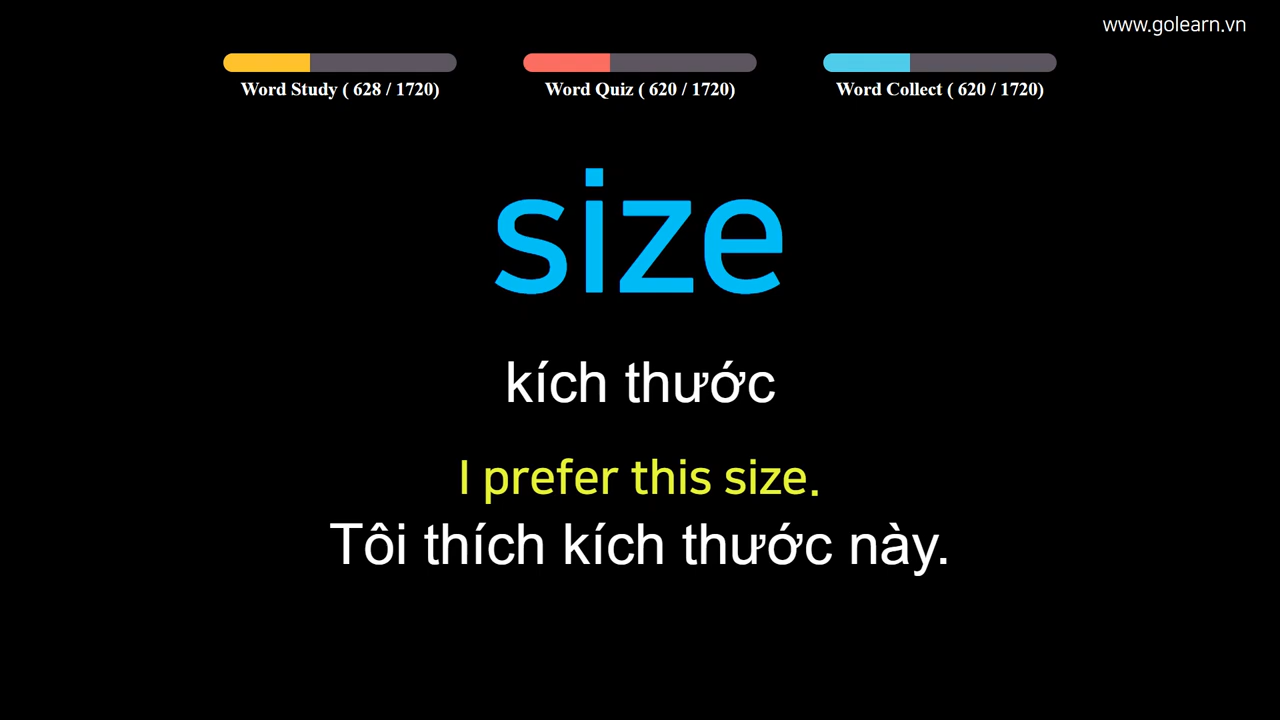 www.golearn.vn
Word Study ( 628 / 1720)
Word Quiz ( 620 / 1720)
Word Collect ( 620 / 1720)
size
kích thước
I prefer this size.
Tôi thích kích thước này.